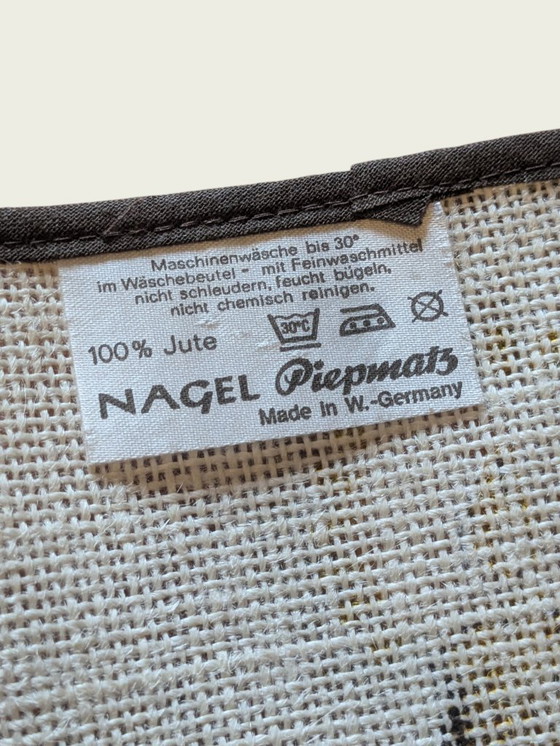 Maschinenwäsche bis 30°
im Wäschebeutel - mit Feinwaschmittel
nicht schleudern, feucht bügeln,
nicht chemisch reinigen.
100% Jute 30°C
NAGEL Piepmatz
Made in W.-Germany